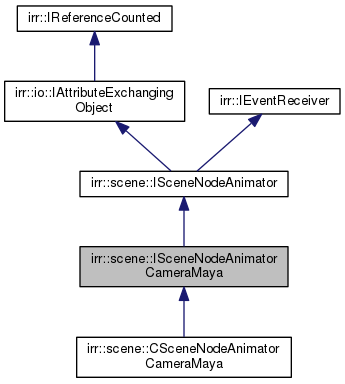 irr::IReferenceCounted
irr::io::IAttributeExchanging
Object
irr::IEventReceiver
irr::scene::ISceneNodeAnimator
irr::scene::ISceneNodeAnimator
CameraMaya
irr::scene::CSceneNodeAnimator
CameraMaya